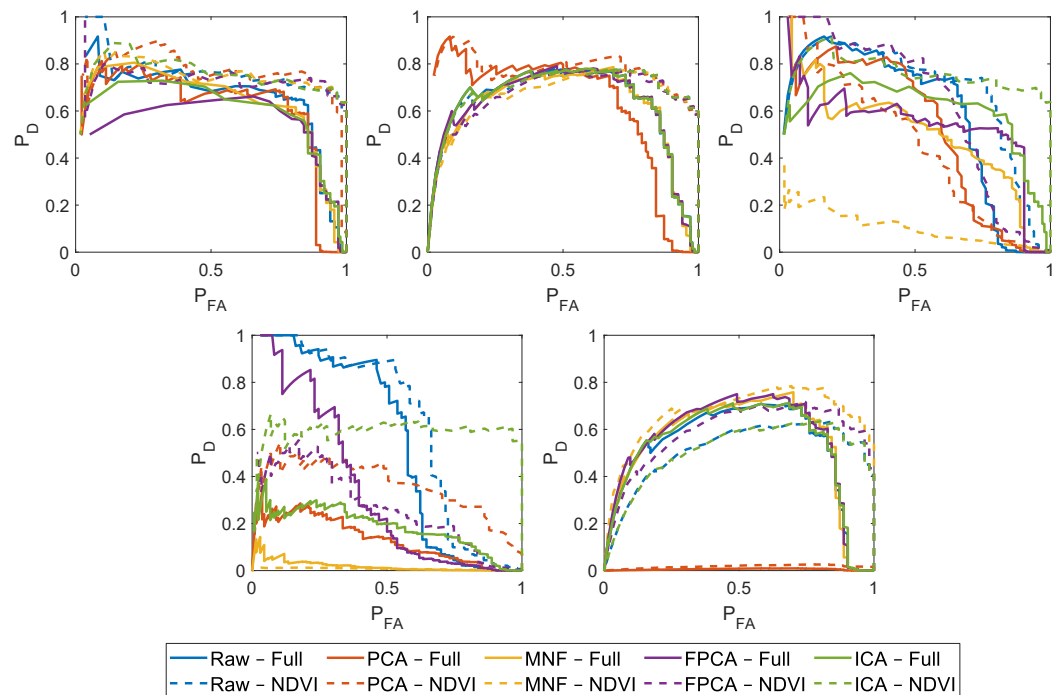 1
0.8
0.6
0.4
0.2
0
0 0.5 1
P_D
P_FA
1
0.8
0.6
0.4
0.2
0
0 0.5 1
P_D
P_FA
1
0.8
0.6
0.4
0.2
0
0 0.5 1
P_D
P_FA
1
0.8
0.6
0.4
0.2
0
0 0.5 1
P_D
P_FA
1
0.8
0.6
0.4
0.2
0
0 0.5 1
P_D
P_FA
Raw – Full PCA – Full MNF – Full FPCA – Full ICA – Full
Raw – NDVI PCA – NDVI MNF – NDVI FPCA – NDVI ICA – NDVI